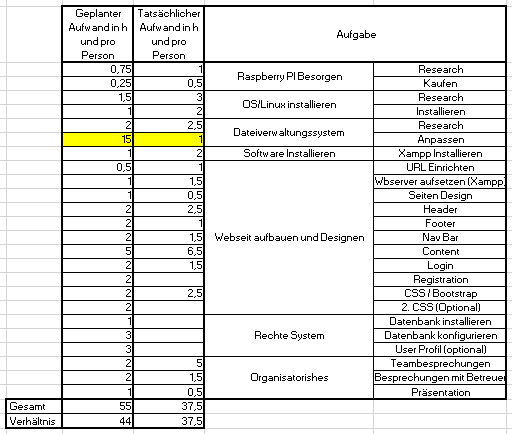 Geplanter Aufwand in h und pro Person Tatsächlicher Aufwand in h und pro Person Aufgabe
0,75 1 Raspberry PI Besorgen Research
0,25 0,5 Kaufen
1,5 3 OS/Linux installieren Research
1 2 Installieren
2 2,5 Dateiverwaltungssystem Research
15 1 Anpassen
1 2 Software Installieren Xampp Installieren
0,5 1 Webseit aufbauen und Designen URL Einrichten
1 1,5 Wbserver aufsetzen (Xampp)
1 0,5 Seiten Design
2 2,5 Header
2 1 Footer
2 1,5 Nav Bar
5 6,5 Content
2 1,5 Login
2 Registration
2 2,5 CSS / Bootstrap
2 2. CSS (Optional)
1 Rechte System Datenbank installieren
3 Datenbank konfigurieren
3 User Profil (optional)
2 5 Organisatorishes Teambesprechungen
2 1,5 Besprechungen mit Betreuer
1 0,5 Präsentation
Gesamt 55 37,5
Verhältnis 44 37,5